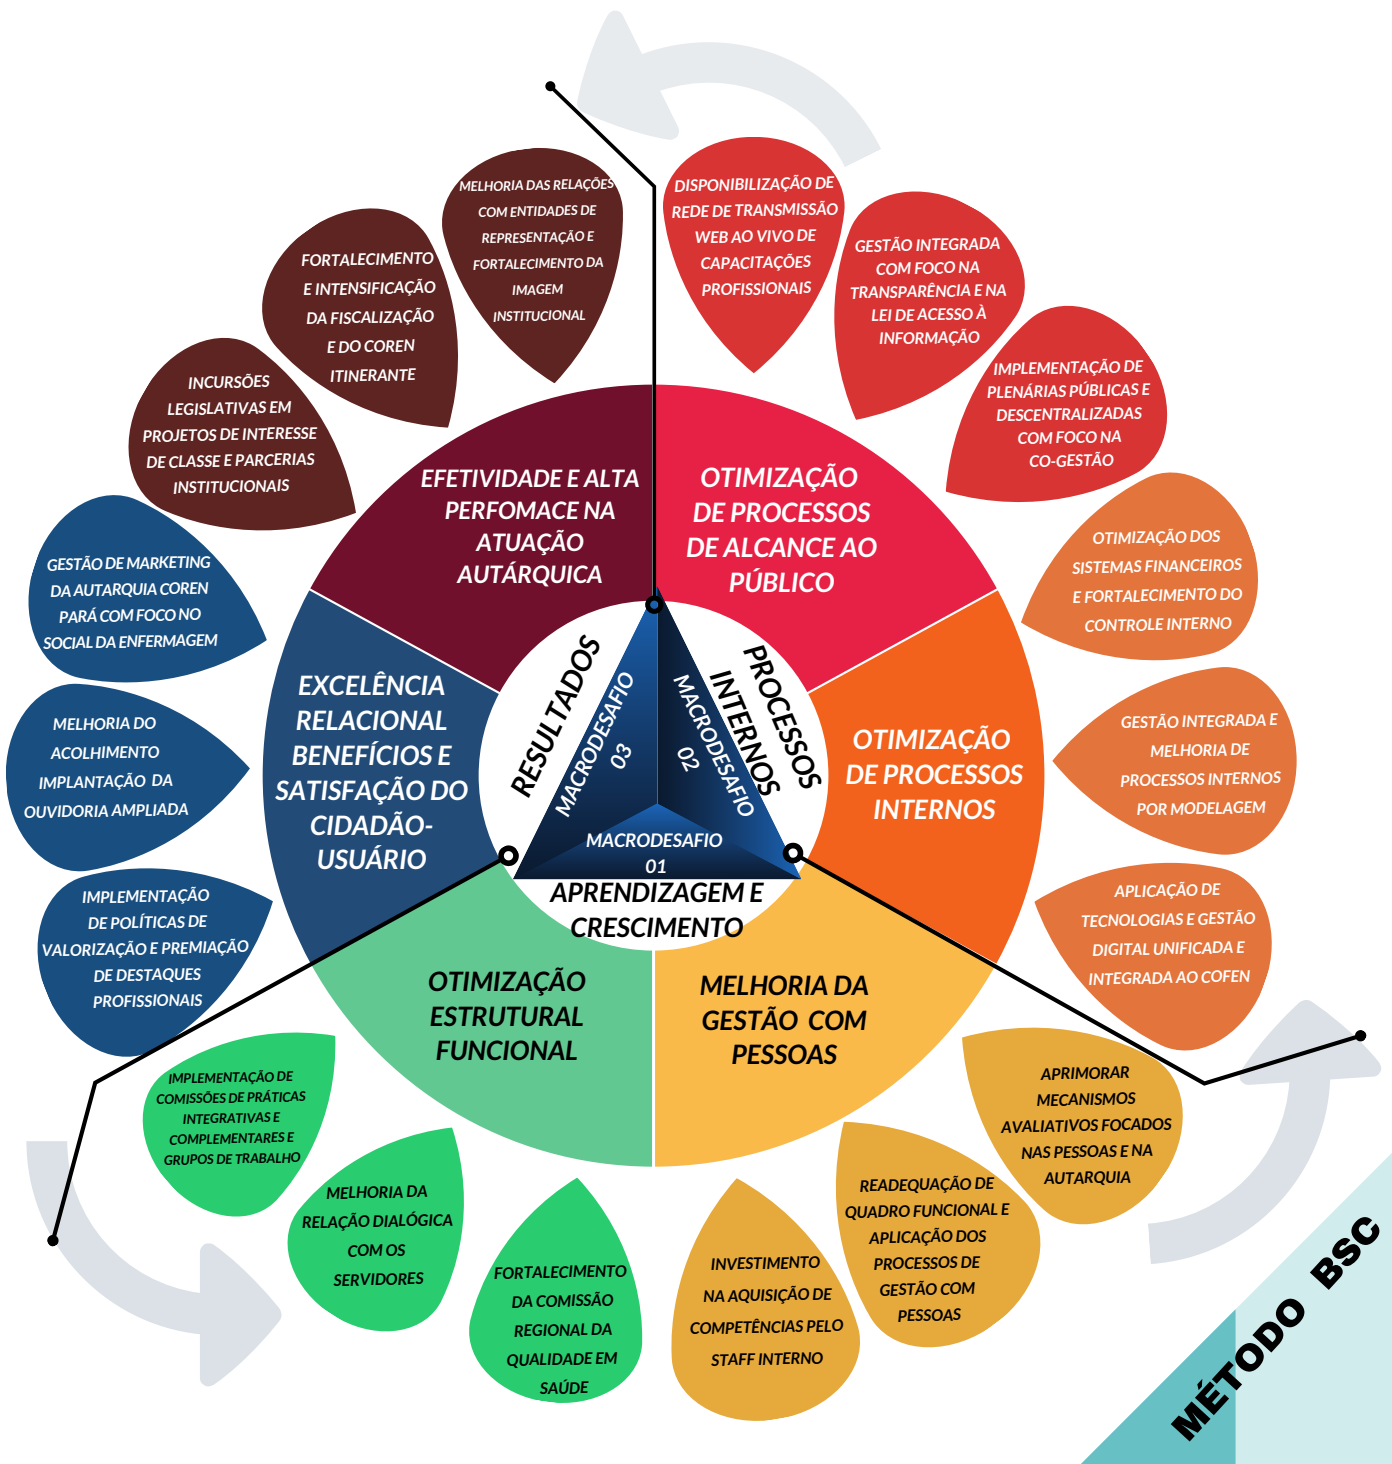 MELHORIA DAS RELAÇÕES
COM ENTIDADES DE
REPRESENTAÇÃO E
FORTALECIMENTO DA
IMAGEM
INSTITUCIONAL
FORTALECIMENTO
E INTENSIFICAÇÃO
DA FISCALIZAÇÃO
E DO COREN
ITINERANTE
INCURSÕES
LEGISLATIVAS EM
PROJETOS DE INTERESSE
DE CLASSE E PARCERIAS
INSTITUCIONAIS
GESTÃO DE MARKETING
DA AUTARQUIA COREN
PARÁ COM FOCO NO
SOCIAL DA ENFERMAGEM
MELHORIA DO
ACOLHIMENTO
IMPLANTAÇÃO DA
OUVIDORIA AMPLIADA
IMPLEMENTAÇÃO
DE POLÍTICAS DE
VALORIZAÇÃO E PREMIAÇÃO
DE DESTAQUES
PROFISSIONAIS
DISPONIBILIZAÇÃO DE
REDE DE TRANSMISSÃO
WEB AO VIVO DE
CAPACITAÇÕES
PROFISSIONAIS
GESTÃO INTEGRADA
COM FOCO NA
TRANSPARÊNCIA E NA
LEI DE ACESSO À
INFORMAÇÃO
IMPLEMENTAÇÃO DE
PLENÁRIAS PÚBLICAS E
DESCENTRALIZADAS
COM FOCO NA
CO-GESTÃO
OTIMIZAÇÃO DOS
SISTEMAS FINANCEIROS
E FORTALECIMENTO DO
CONTROLE INTERNO
GESTÃO INTEGRADA E
MELHORIA DE
PROCESSOS INTERNOS
POR MODELAGEM
APLICAÇÃO DE
TECNOLOGIAS E GESTÃO
DIGITAL UNIFICADA E
INTEGRADA AO COFEN
EFETIVIDADE E ALTA
PERFOMACE NA
ATUAÇÃO
AUTÁRQUICA
OTIMIZAÇÃO
DE PROCESSOS
DE ALCANCE AO
PÚBLICO
EXCELÊNCIA
RELACIONAL
BENEFÍCIOS E
SATISFAÇÃO DO
CIDADÃO-
USUÁRIO
OTIMIZAÇÃO
DE PROCESSOS
INTERNOS
RESULTADOS
MACRODESAFIO
03
PROCESSOS
INTERNOS
MACRODESAFIO
02
MACRODESAFIO
01
APRENDIZAGEM E
CRESCIMENTO
OTIMIZAÇÃO
ESTRUTURAL
FUNCIONAL
MELHORIA DA
GESTÃO COM
PESSOAS
IMPLEMENTAÇÃO DE
COMISSÕES DE PRÁTICAS
INTEGRATIVAS E
COMPLEMENTARES E
GRUPOS DE TRABALHO
MELHORIA DA
RELAÇÃO DIALÓGICA
COM OS
SERVIDORES
FORTALECIMENTO
DA COMISSÃO
REGIONAL DA
QUALIDADE EM
SAÚDE
INVESTIMENTO
NA AQUISIÇÃO DE
COMPETÊNCIAS PELO
STAFF INTERNO
READEQUAÇÃO DE
QUADRO FUNCIONAL E
APLICAÇÃO DOS
PROCESSOS DE
GESTÃO COM
PESSOAS
APRIMORAR
MECANISMOS
AVALIATIVOS FOCADOS
NAS PESSOAS E NA
AUTARQUIA
MÉTODO BSC